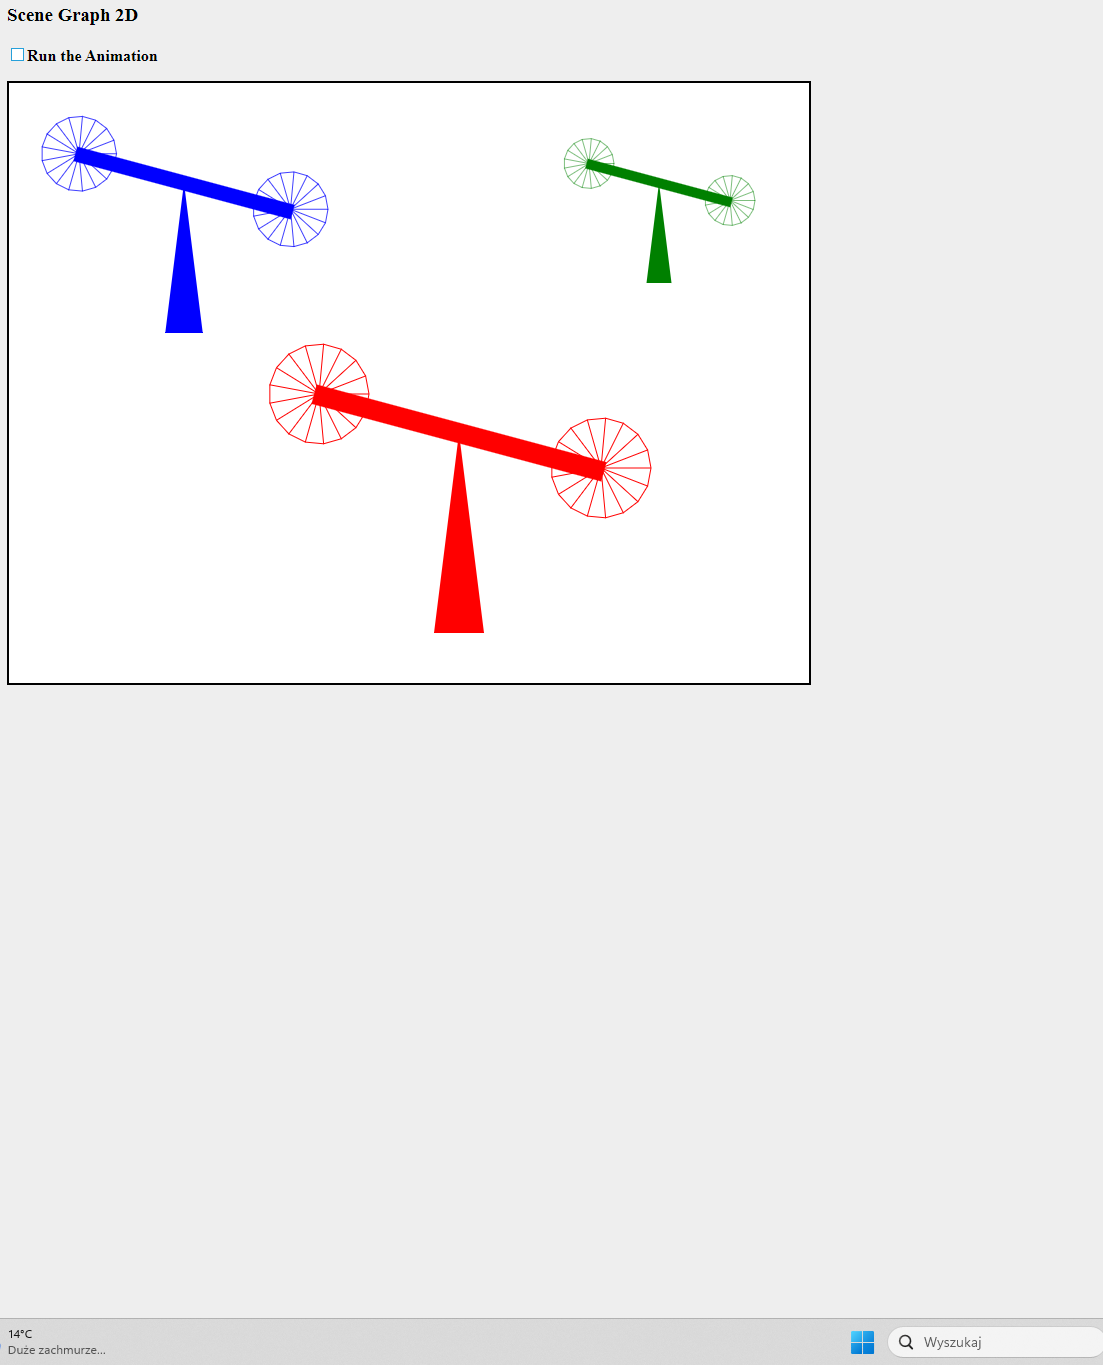 Scene Graph 2D
Run the Animation
14°C
Duże zachmurze...
Wyszukaj